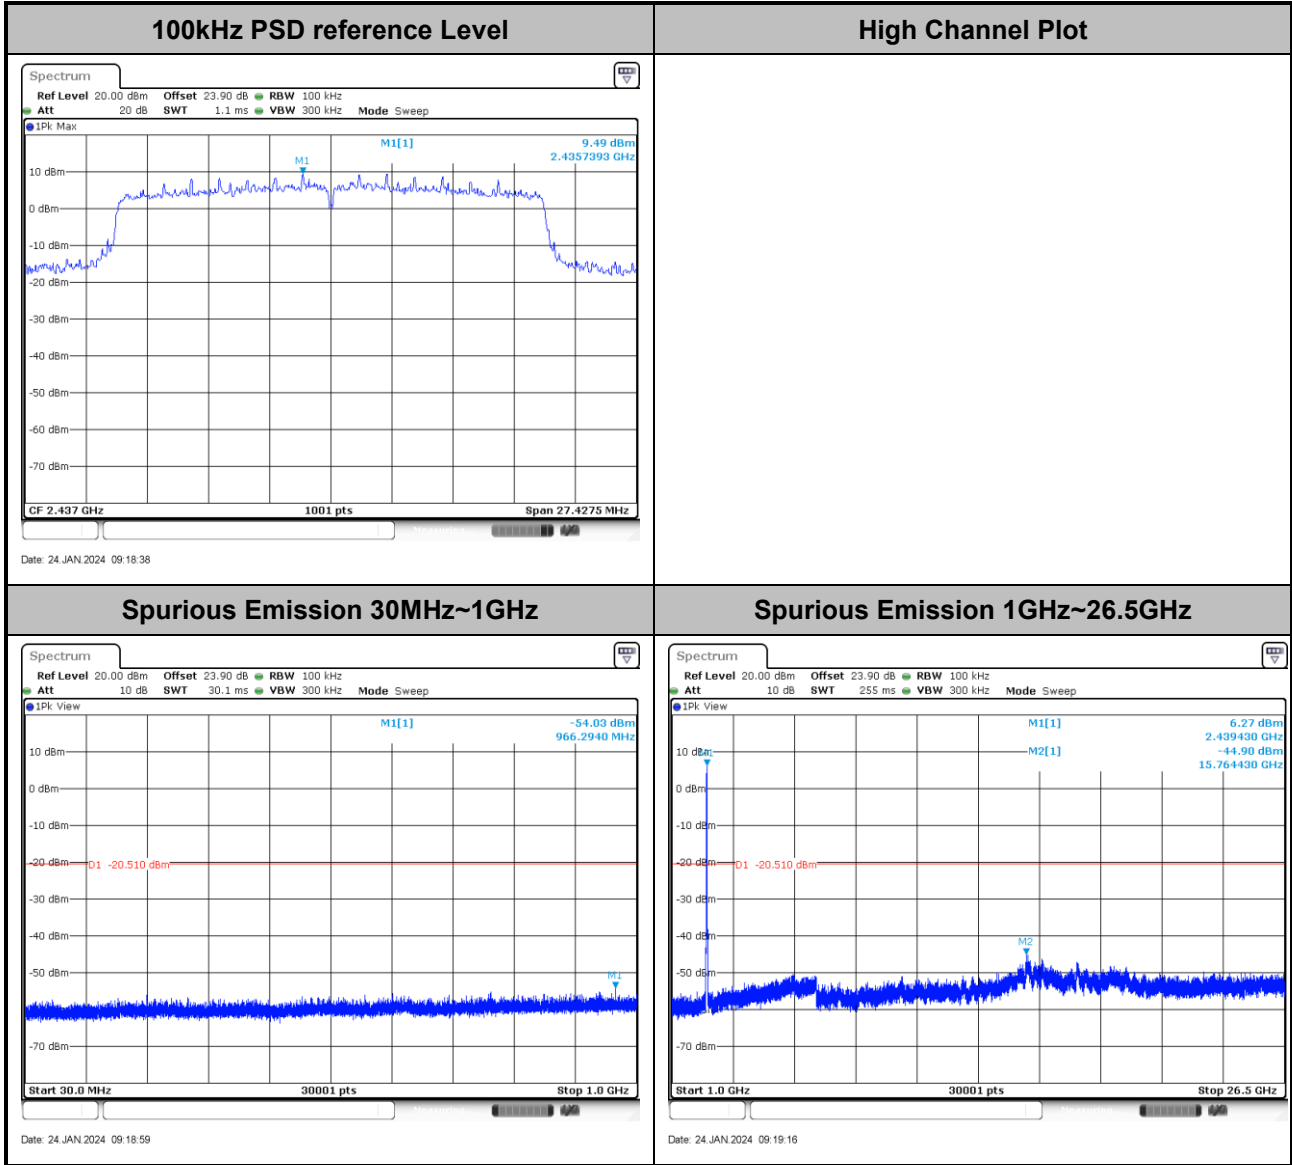 100kHz PSD reference Level
High Channel Plot
Spectrum
Ref Level 20.00 dBm Offset 23.90 dB RBW 100 kHz
Att 20 dB SWT 1.1 ms VBW 300 kHz Mode Sweep
1Pk Max
M1[1] 9.49 dBm
2.4357393 GHz
M1
10 dBm
0 dBm
-10 dBm
-20 dBm
-30 dBm
-40 dBm
-50 dBm
-60 dBm
-70 dBm
CF 2.437 GHz 1001 pts Span 27.4275 MHz
Date: 24.JAN.2024 09:18:38
Spurious Emission 30MHz~1GHz
Spurious Emission 1GHz~26.5GHz
Spectrum
Ref Level 20.00 dBm Offset 23.90 dB RBW 100 kHz
Att 10 dB SWT 30.1 ms VBW 300 kHz Mode Sweep
1Pk View
M1[1] -54.03 dBm
966.2940 MHz
10 dBm
0 dBm
-10 dBm
-20 dBm
D1 -20.510 dBm
-30 dBm
-40 dBm
-50 dBm
M1
-70 dBm
Start 30.0 MHz 30001 pts Stop 1.0 GHz
Date: 24.JAN.2024 09:18:59
Spectrum
Ref Level 20.00 dBm Offset 23.90 dB RBW 100 kHz
Att 10 dB SWT 255 ms VBW 300 kHz Mode Sweep
1Pk View
M1[1] 6.27 dBm
2.439430 GHz
10 dBm
M2[1] -44.90 dBm
15.764430 GHz
0 dBm
-10 dBm
-20 dBm
D1 -20.510 dBm
-30 dBm
-40 dBm
M2
-50 dBm
-70 dBm
Start 1.0 GHz 30001 pts Stop 26.5 GHz
Date: 24.JAN.2024 09:19:16